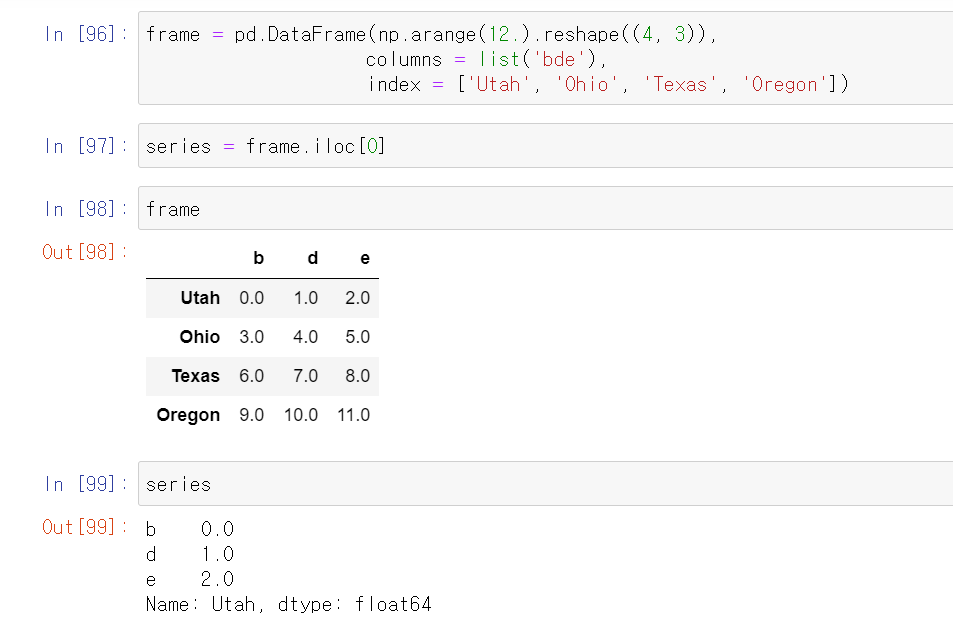 In [96]: frame = pd.DataFrame(np.arange(12.).reshape((4, 3)),
columns = list('bde'),
index = ['Utah', 'Ohio', 'Texas', 'Oregon'])
In [97]: series = frame.iloc[0]
In [98]: frame
Out[98]:
b d e
Utah 0.0 1.0 2.0
Ohio 3.0 4.0 5.0
Texas 6.0 7.0 8.0
Oregon 9.0 10.0 11.0
In [99]: series
Out[99]: b 0.0
d 1.0
e 2.0
Name: Utah, dtype: float64